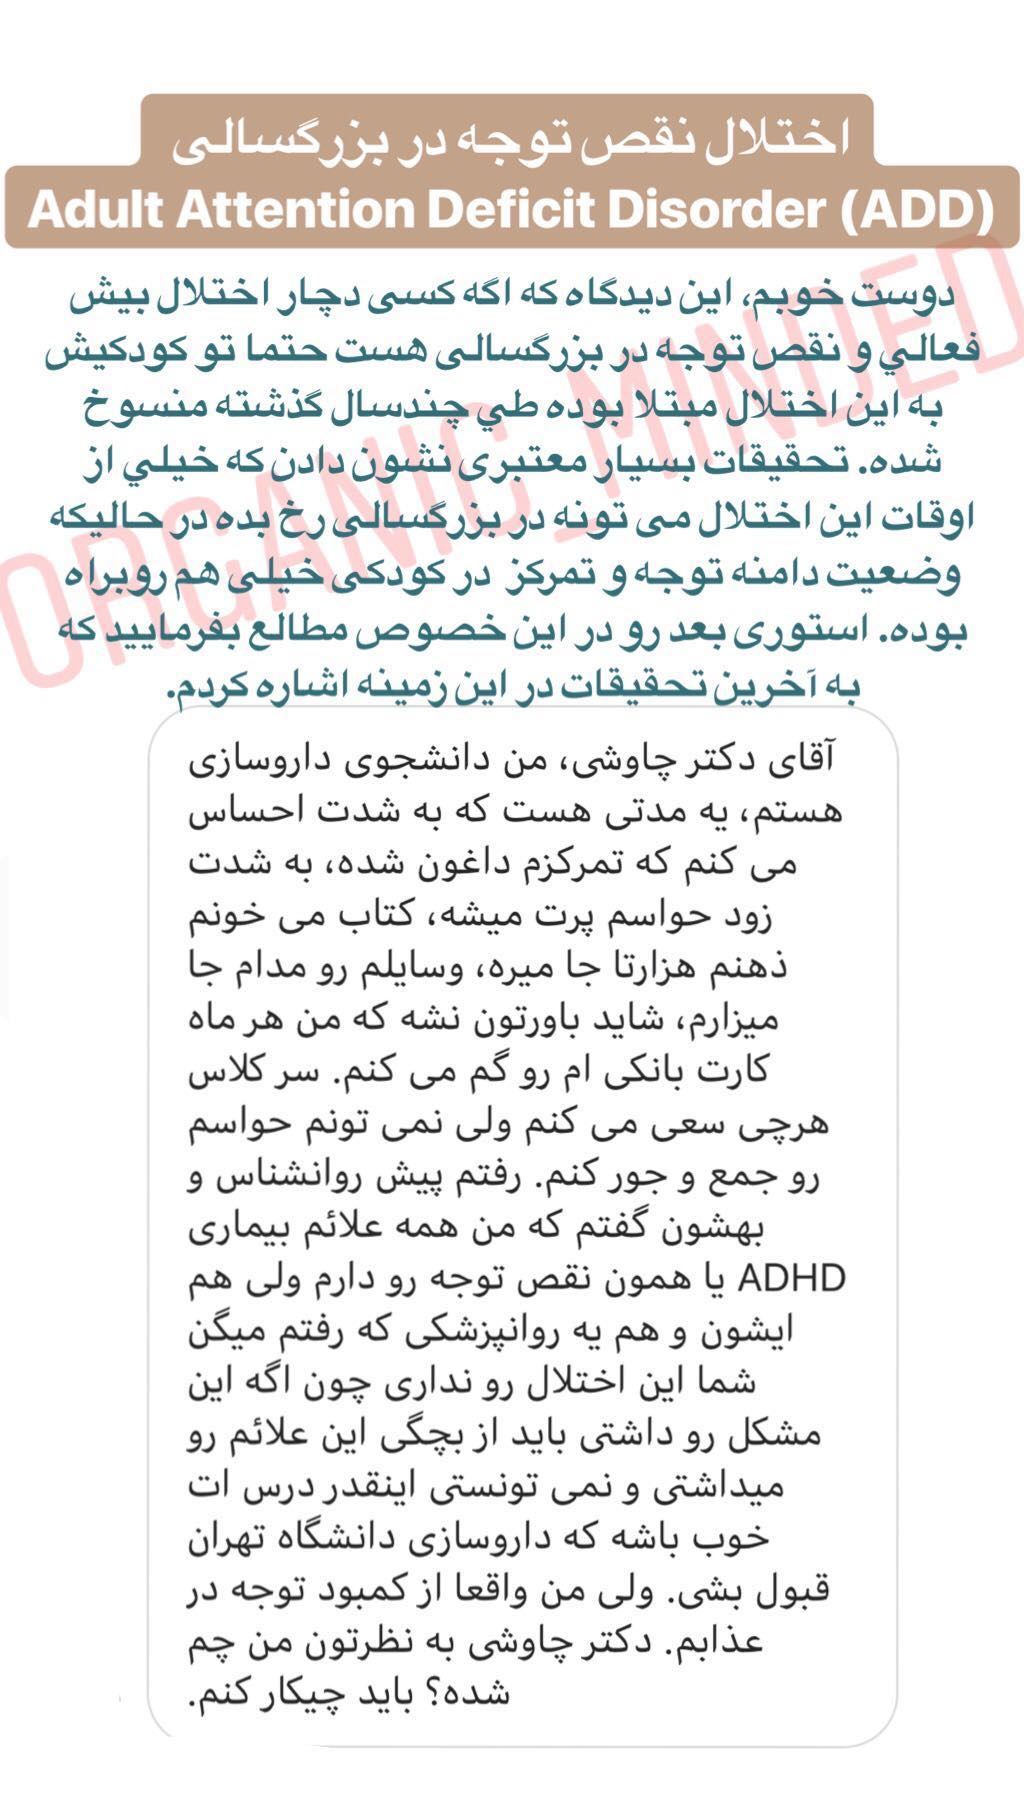 اختلال نقص توجه در بزرگسالی
Adult Attention Deficit Disorder (ADD)
دوست خوبم، این دیدگاه که اگه کسی دچار اختلال بیش
فعالي و نقص توجه در بزرگسالی هست حتما تو کودکیش
به این اختلال مبتلا بوده طي چندسال گذشته منسوخ
شده. تحقیقات بسیار معتبری نشون دادن که خیلي از
اوقات این اختلال می تونه در بزرگسالی رخ بده در حالیکه
وضعیت دامنه توجه و تمرکز در کودکی خیلی هم روبراه
بوده. استوری بعد رو در این خصوص مطالع بفرمایید که
به آخرین تحقیقات در این زمینه اشاره کردم.
ORGANIC_MINDED
آقای دکتر چاوشی، من دانشجوی داروسازی
هستم، یه مدتی هست که به شدت احساس
می کنم که تمرکزم داغون شده، به شدت
زود حواسم پرت میشه، کتاب می خونم
ذهنم هزارتا جا میره، وسایلم رو مدام جا
میزارم، شاید باورتون نشه که من هر ماه
کارت بانکی ام رو گم می کنم. سر کلاس
هرچی سعی می کنم ولی نمی تونم حواسم
رو جمع و جور کنم. رفتم پیش روانشناس و
بهشون گفتم که من همه علائم بیماری
ADHD یا همون نقص توجه رو دارم ولی هم
ایشون و هم یه روانپزشکی که رفتم میگن
شما این اختلال رو نداری چون اگه این
مشکل رو داشتی باید از بچگی این علائم رو
میداشتی و نمی تونستی اینقدر درس ات
خوب باشه که داروسازی دانشگاه تهران
قبول بشی. ولی من واقعا از کمبود توجه در
عذابم. دکتر چاوشی به نظرتون من چم
شده؟ باید چیکار کنم.